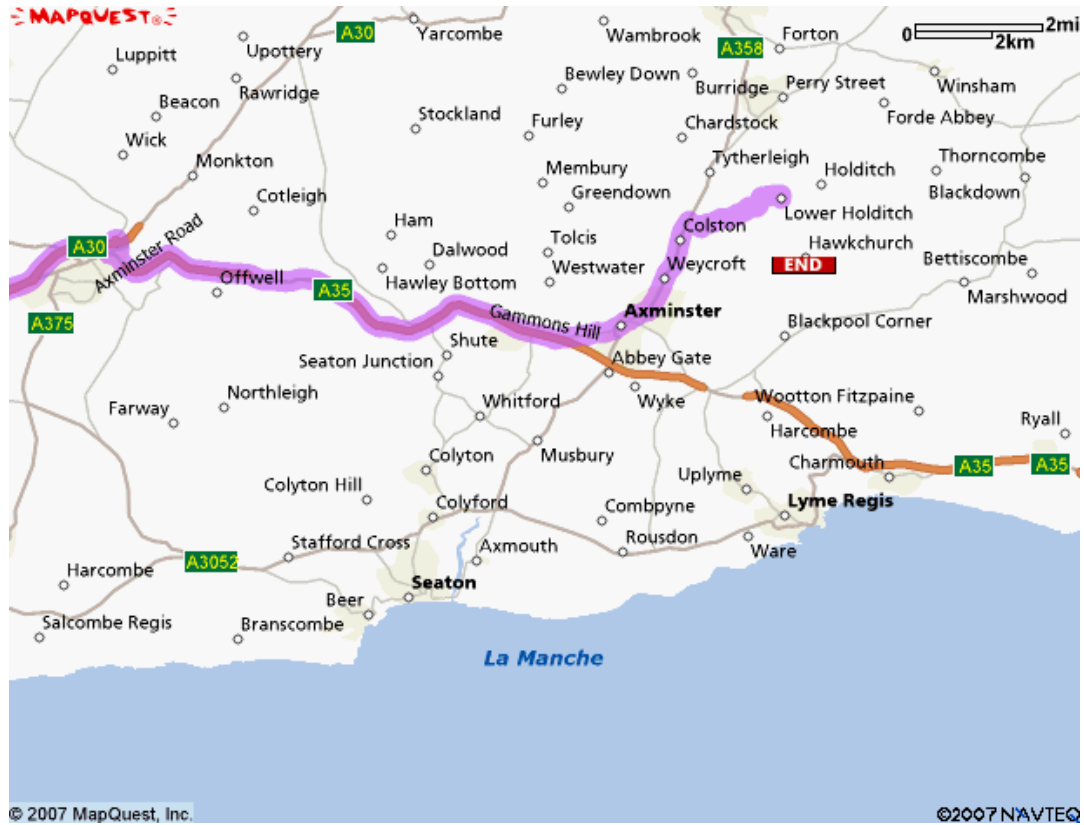 MAPQUEST®
A30
Yarcombe
Wambrook
A358
Forton
0
2mi
2km
Luppitt
Upottery
Rawridge
Bewley Down
Burridge
Perry Street
Winsham
Beacon
Stockland
Furley
Chardstock
Forde Abbey
Wick
Monkton
Membury
Tytherleigh
Holditch
Thorncombe
Cotleigh
Greendown
Blackdown
Lower Holditch
Axminster Road
A30
Ham
Dalwood
Tolcis
Colston
Hawkchurch
END
Bettiscombe
Offwell
A35
Hawley Bottom
Westwater
Weycroft
Marshwood
A375
Gammons Hill
Axminster
Blackpool Corner
Shute
Seaton Junction
Abbey Gate
Northleigh
Farway
Whitford
Wyke
Wootton Fitzpaine
Harcombe
Ryall
Musbury
Colyton
Charmouth
A35
A35
Colyton Hill
Uplyme
Colyford
Combpyne
Lyme Regis
Stafford Cross
Axmouth
Rousdon
Ware
A3052
Harcombe
Seaton
Beer
Salcombe Regis
Branscombe
La Manche
© 2007 MapQuest, Inc.
©2007 NAVTEQ